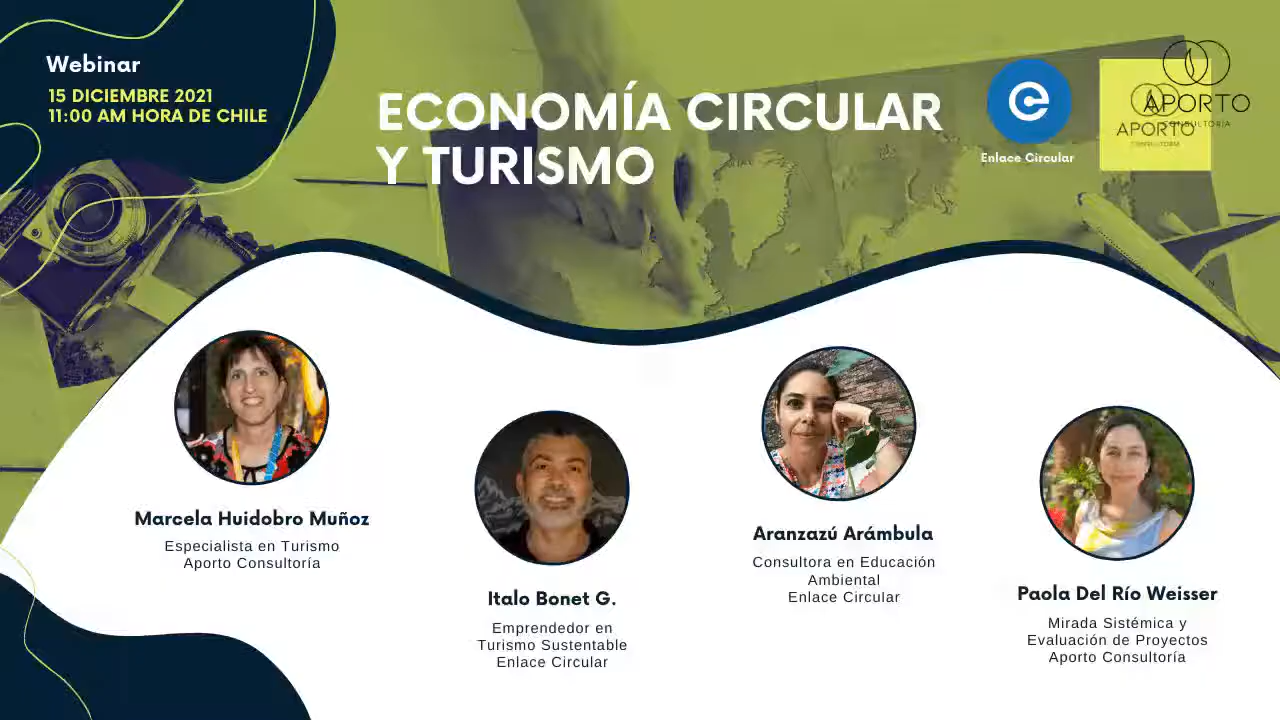 Webinar
15 DICIEMBRE 2021
11:00 AM HORA DE CHILE
ECONOMÍA CIRCULAR
Y TURISMO
Enlace Circular
APORTO
CONSULTORÍA
APORTO
CONSULTORÍA
Marcela Huidobro Muñoz
Especialista en Turismo
Aporto Consultoría
Italo Bonet G.
Emprendedor en
Turismo Sustentable
Enlace Circular
Aranzazú Arámbula
Consultora en Educación
Ambiental
Enlace Circular
Paola Del Río Weisser
Mirada Sistémica y
Evaluación de Proyectos
Aporto Consultoría